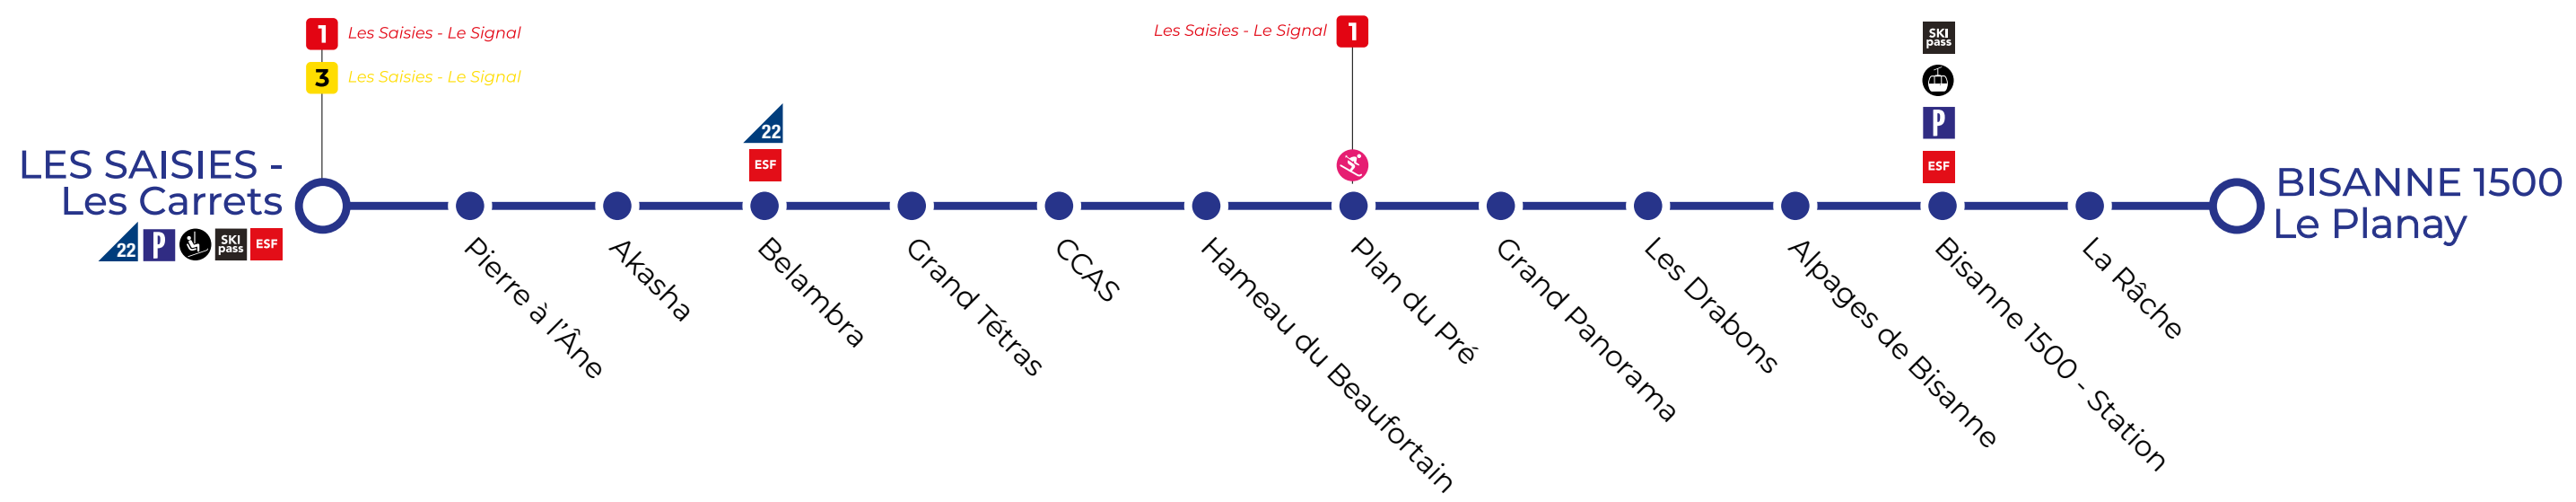 1 Les Saisies - Le Signal
3 Les Saisies - Le Signal
LES SAISIES -
Les Carrets
22 P SKI pass ESF
Pierre à l'Âne
Akasha
22
ESF
Belambra
Grand Tétras
CCAS
Hameau du Beaufortain
Les Saisies - Le Signal 1
Plan du Pré
Grand Panorama
Les Drabons
Alpages de Bisanne
SKI
pass
P
ESF
Bisanne 1500 - Station
La Râche
BISANNE 1500
Le Planay